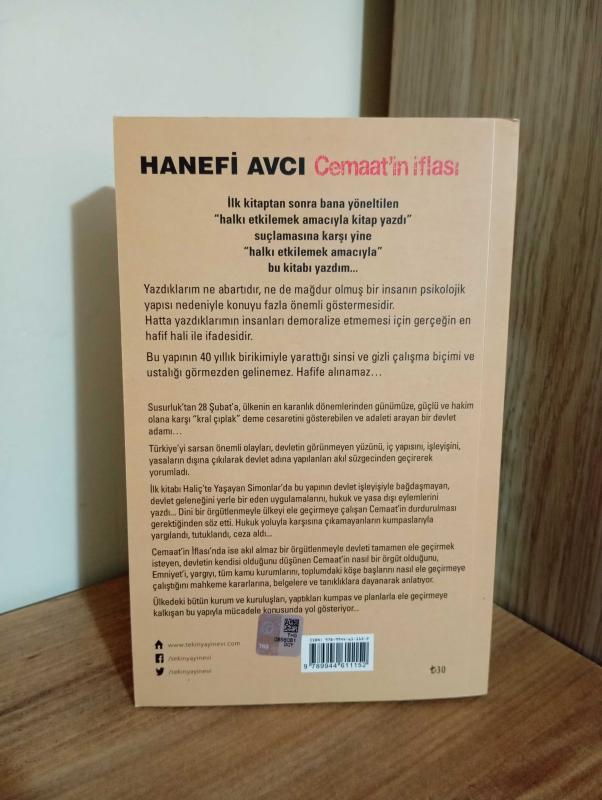 HANEFİ AVCI Cemaat'in iflası
İlk kitaptan sonra bana yöneltilen
"halkı etkilemek amacıyla kitap yazdı"
suçlamasına karşı yine
"halkı etkilemek amacıyla"
bu kitabı yazdım...
Yazdıklarım ne abartıdır, ne de mağdur olmuş bir insanın psikolojik
yapısı nedeniyle konuyu fazla önemli göstermesidir.
Hatta yazdıklarımın insanları demoralize etmemesi için gerçeğin en
hafif hali ile ifadesidir.
Bu yapının 40 yıllık birikimiyle yarattığı sinsi ve gizli çalışma biçimi ve
ustalığı görmezden gelinemez. Hafife alınamaz...
Susurluk'tan 28 Şubat'a, ülkenin en karanlık dönemlerinden günümüze, güçlü ve hakim
olana karşı "kral çıplak" deme cesaretini gösterebilen ve adaleti arayan bir devlet
adamı...
Türkiye'yi sarsan önemli olayları, devletin görünmeyen yüzünü, iç yapısını, işleyişini,
yasaların dışına çıkılarak devlet adına yapılanları akıl süzgecinden geçirerek
yorumladı.
İlk kitabı Haliç'te Yaşayan Simonlar'da bu yapının devlet işleyişiyle bağdaşmayan,
devlet geleneğini yerle bir eden uygulamalarını, hukuk ve yasa dışı eylemlerini
yazdı... Dini bir örgütlenmeyle ülkeyi ele geçirmeye çalışan Cemaat'in durdurulması
gerektiğinden söz etti. Hukuk yoluyla karşısına çıkamayanların kumpaslarıyla
yargılandı, tutuklandı, ceza aldı...
Cemaat'in İflası'nda ise akıl almaz bir örgütlenmeyle devleti tamamen ele geçirmek
isteyen, devletin kendisi olduğunu düşünen Cemaat'in nasıl bir örgüt olduğunu,
Emniyet'i, yargıyı, tüm kamu kurumlarını, toplumdaki köşe başlarını nasıl ele geçirmeye
çalıştığını mahkeme kararlarına, belgelere ve tanıklıklara dayanarak anlatıyor.
Ülkedeki bütün kurum ve kuruluşları, yaptıkları kumpas ve planlarla ele geçirmeye
kalkışan bu yapıyla mücadele konusunda yol gösteriyor...
www.tekinyayinevi.com
/tekinyayinevi
/tekinyayinevi
ISBN: 978-9944-61-115-2
9 789944 611152
₺30